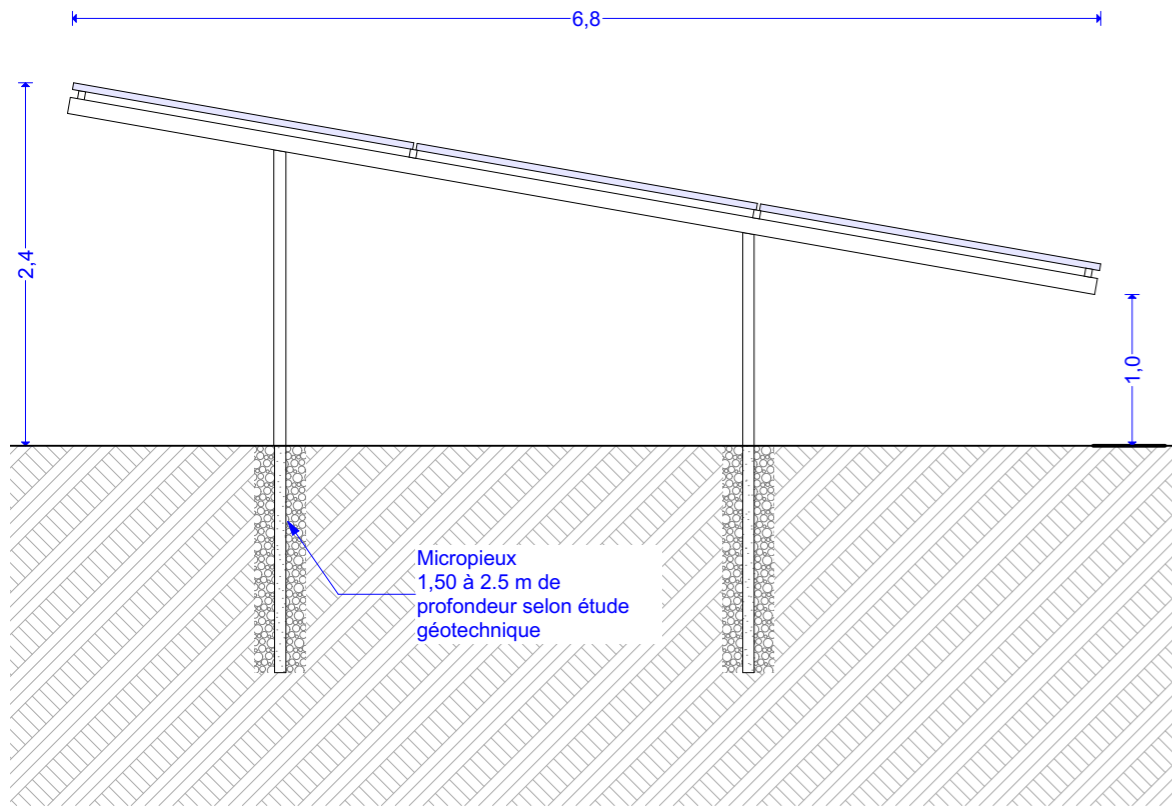 6,8
2,4
1,0
Micropieux
1,50 à 2.5 m de
profondeur selon étude
géotechnique